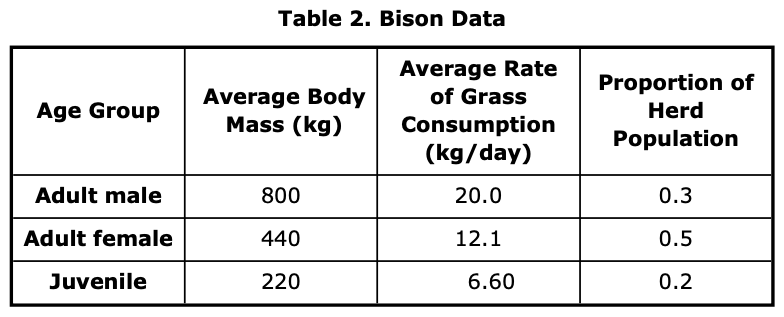 Table 2. Bison Data
Age Group
Average Body
Mass (kg)
Average Rate
of Grass
Consumption
(kg/day)
Proportion of
Herd
Population
Adult male 800 20.0 0.3
Adult female 440 12.1 0.5
Juvenile 220 6.60 0.2